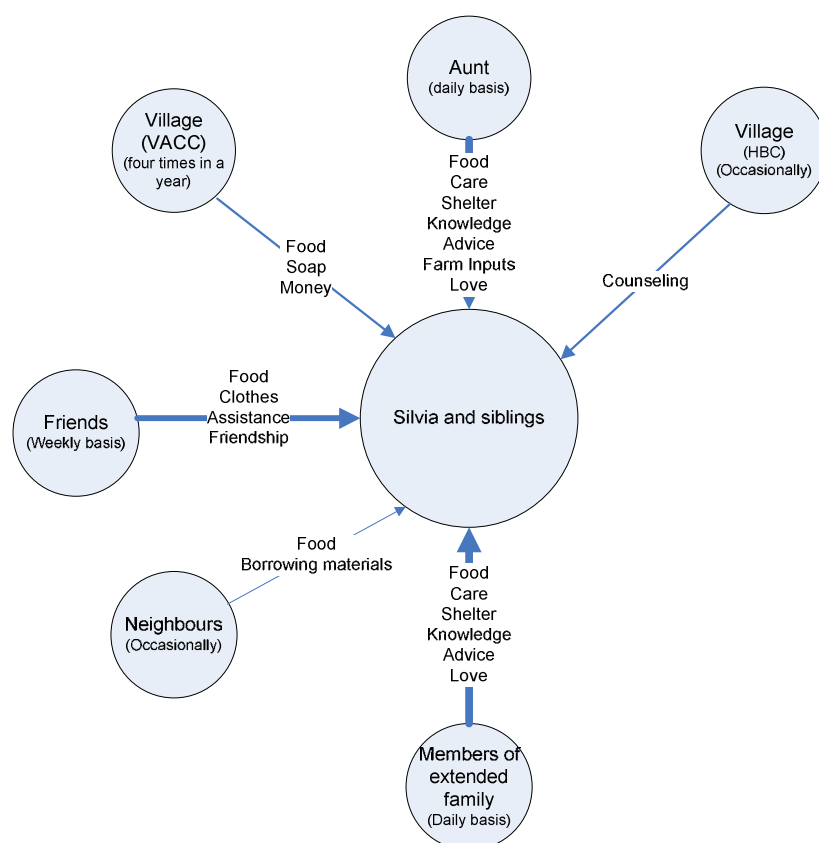 Aunt
(daily basis)
Village
(VACC)
(four times in a
year)
Village
(HBC)
(Occasionally)
Food
Care
Shelter
Knowledge
Advice
Farm Inputs
Love
Food
Soap
Money
Counseling
Friends
(Weekly basis)
Food
Clothes
Assistance
Friendship
Silvia and siblings
Food
Borrowing materials
Neighbours
(Occasionally)
Food
Care
Shelter
Knowledge
Advice
Love
Members of
extended
family
(Daily basis)